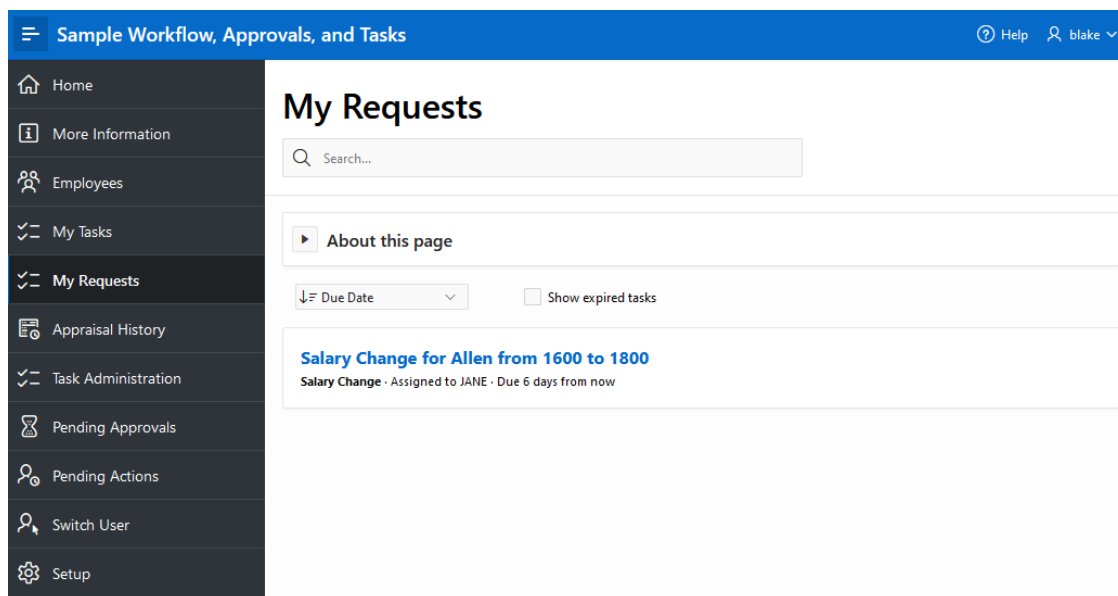 Sample Workflow, Approvals, and Tasks
Help
blake
Home
More Information
Employees
My Tasks
My Requests
Appraisal History
Task Administration
Pending Approvals
Pending Actions
Switch User
Setup
My Requests
Search...
About this page
Due Date
Show expired tasks
Salary Change for Allen from 1600 to 1800
Salary Change · Assigned to JANE · Due 6 days from now